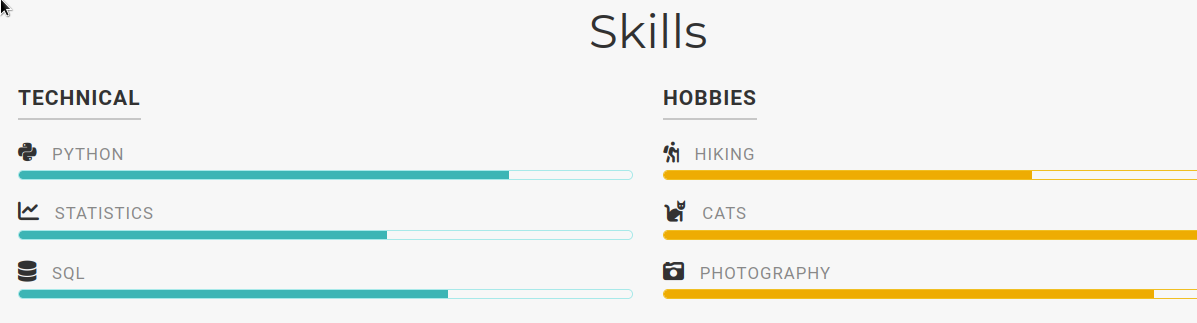 Skills
TECHNICAL
PYTHON
STATISTICS
SQL
HOBBIES
HIKING
CATS
PHOTOGRAPHY